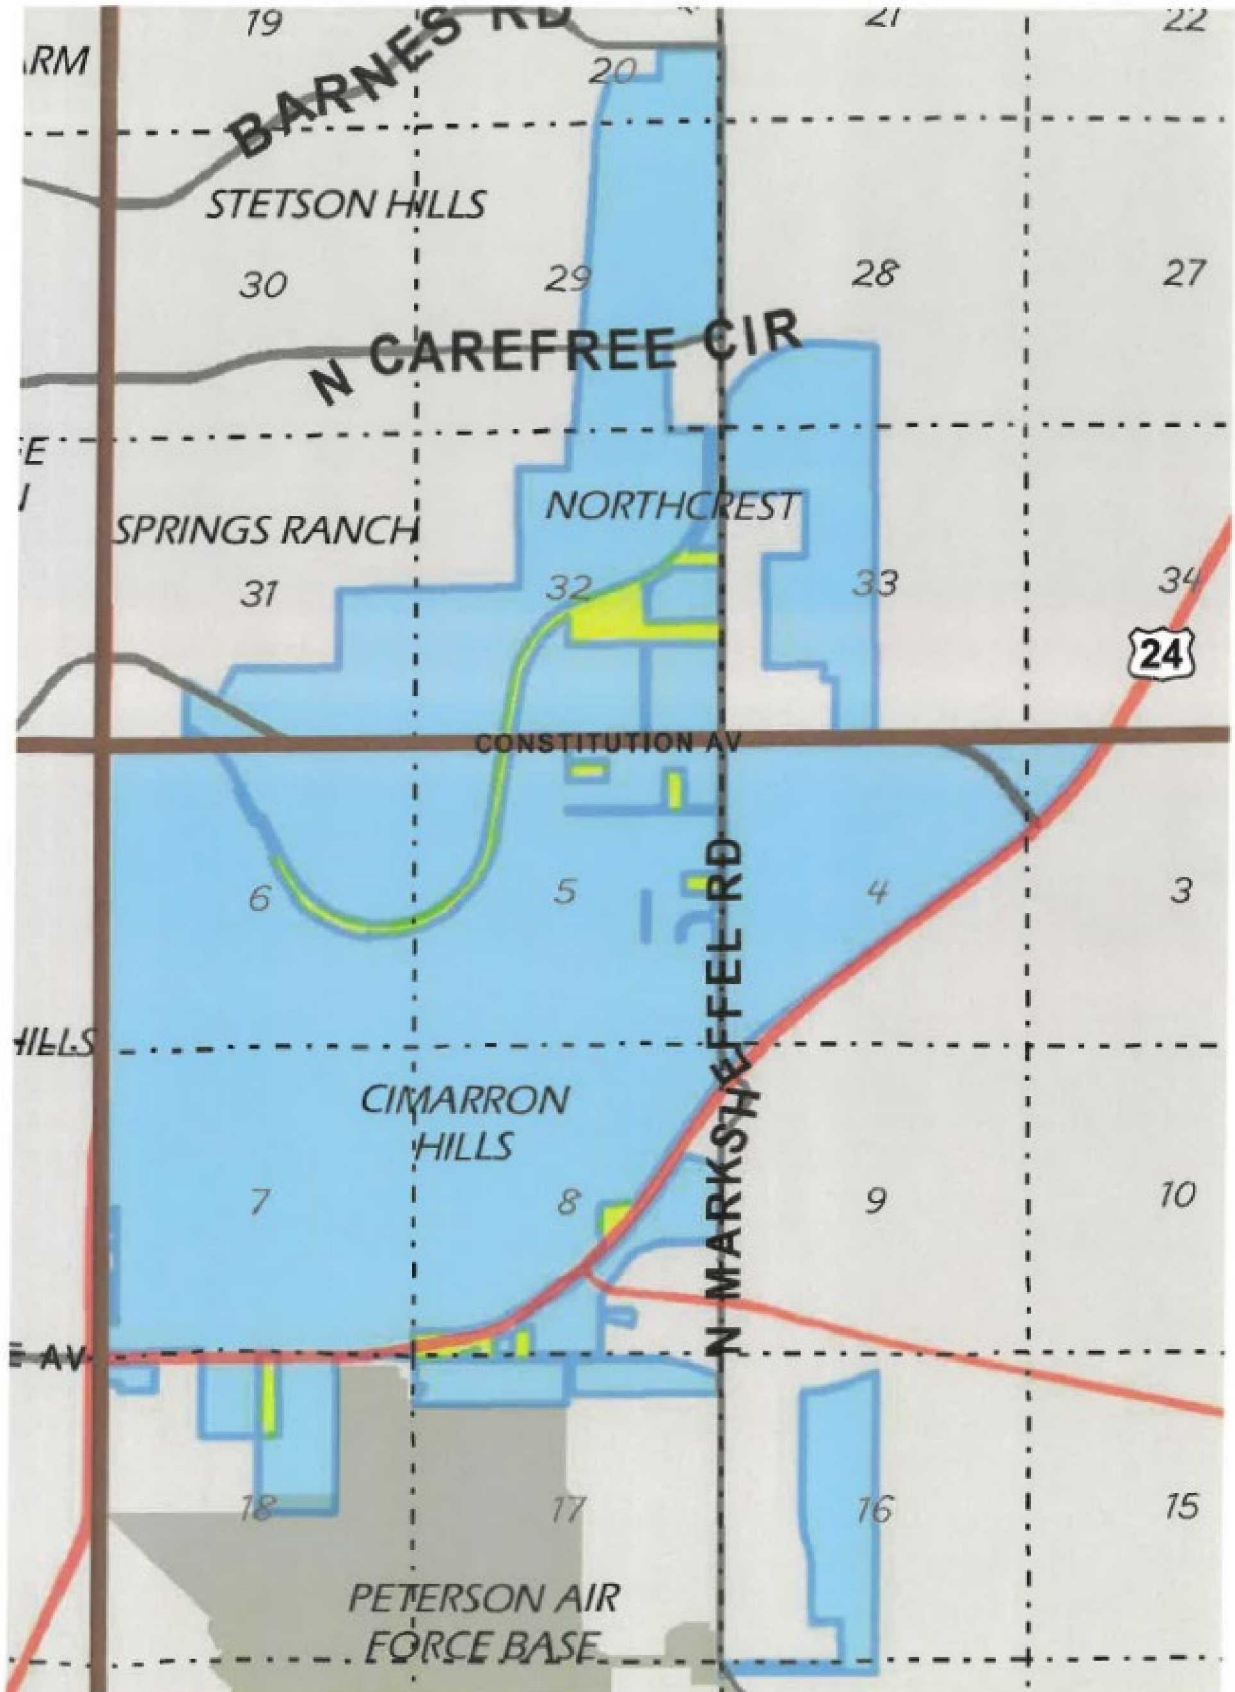 19
21
22
BARNES RD
ARM
20
STETSON HILLS
30
29
28
27
N CAREFREE CIR
NORTHCREST
SPRINGS RANCH
31
32
33
34
24
CONSTITUTION AV
6
5
4
3
N MARKSHEFFEL RD
HILLS
CIMARRON
HILLS
7
8
9
10
E AV
18
17
16
15
PETERSON AIR
FORCE BASE